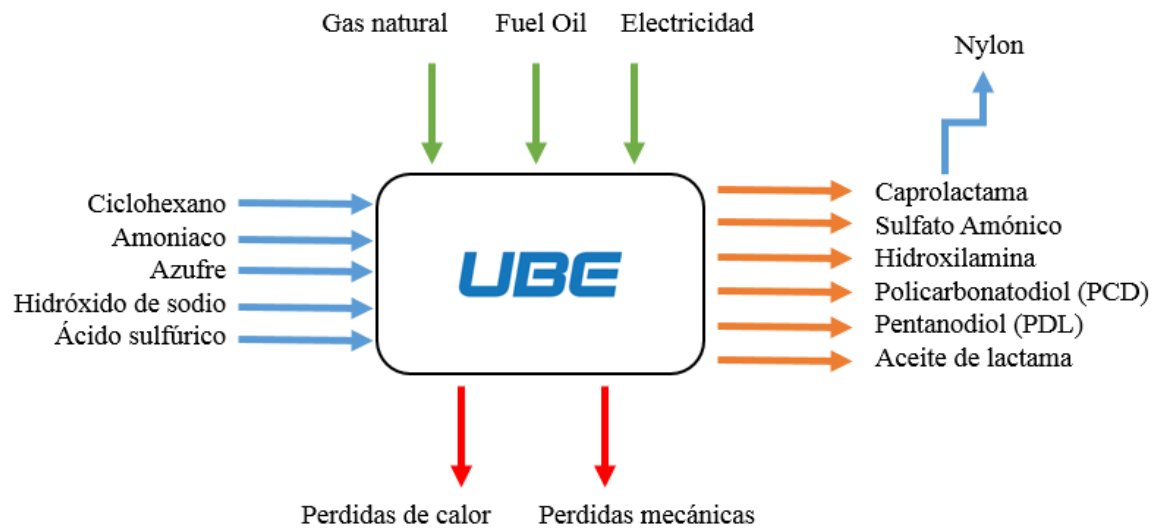 Gas natural
Fuel Oil
Electricidad
Nylon
Ciclohexano
Amoniaco
Azufre
Hidróxido de sodio
Ácido sulfúrico
UBE
Caprolactama
Sulfato Amónico
Hidroxilamina
Policarbonatodiol (PCD)
Pentanodiol (PDL)
Aceite de lactama
Perdidas de calor
Perdidas mecánicas